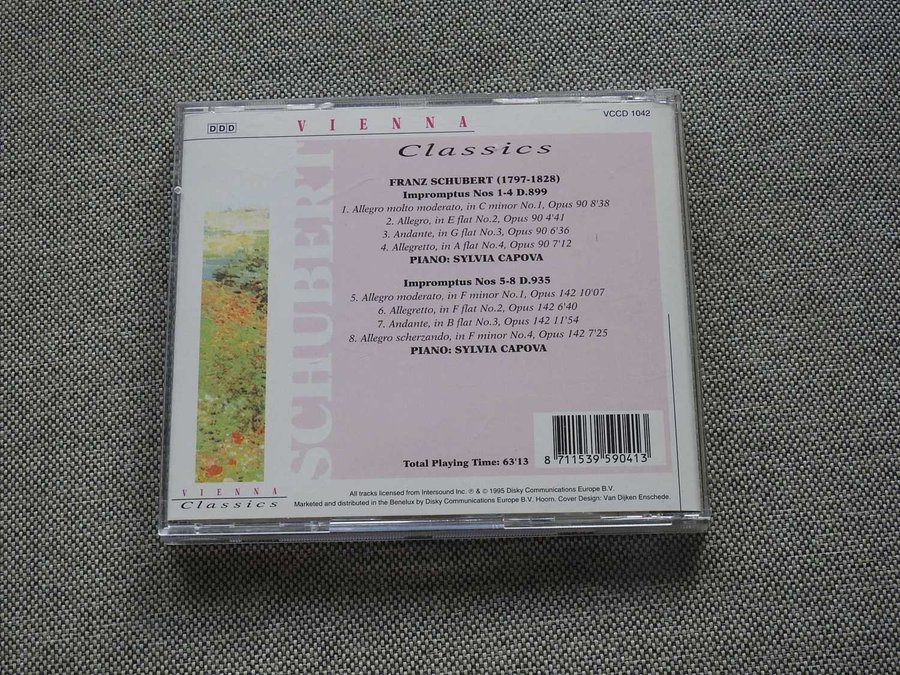 DDD
VIENNA
Classics
VCCD 1042
SCHUBERT
FRANZ SCHUBERT (1797-1828)
Impromptus Nos 1-4 D.899
1. Allegro molto moderato, in C minor No.1, Opus 90 8'38
2. Allegro, in E flat No.2, Opus 90 4'41
3. Andante, in G flat No.3, Opus 90 6'36
4. Allegretto, in A flat No.4, Opus 90 7'12
PIANO: SYLVIA CAPOVA
Impromptus Nos 5-8 D.935
5. Allegro moderato, in F minor No.1, Opus 142 10'07
6. Allegretto, in F flat No.2, Opus 142 6'40
7. Andante, in B flat No.3, Opus 142 11'54
8. Allegro scherzando, in F minor No.4, Opus 142 7'25
PIANO: SYLVIA CAPOVA
Total Playing Time: 63'13
8 711539 590413
VIENNA
Classics
All tracks licensed from Intersound Inc. ℗ & © 1995 Disky Communications Europe B.V.
Marketed and distributed in the Benelux by Disky Communications Europe B.V. Hoorn. Cover Design: Van Dijken Enschede.